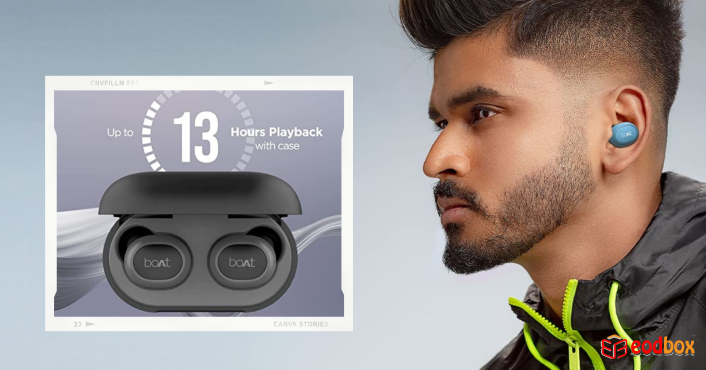 CNVFILLM
Up to
13
Hours Playback
with case
boAt
boAt
23
CANVA STORIES
boAt
eodbox